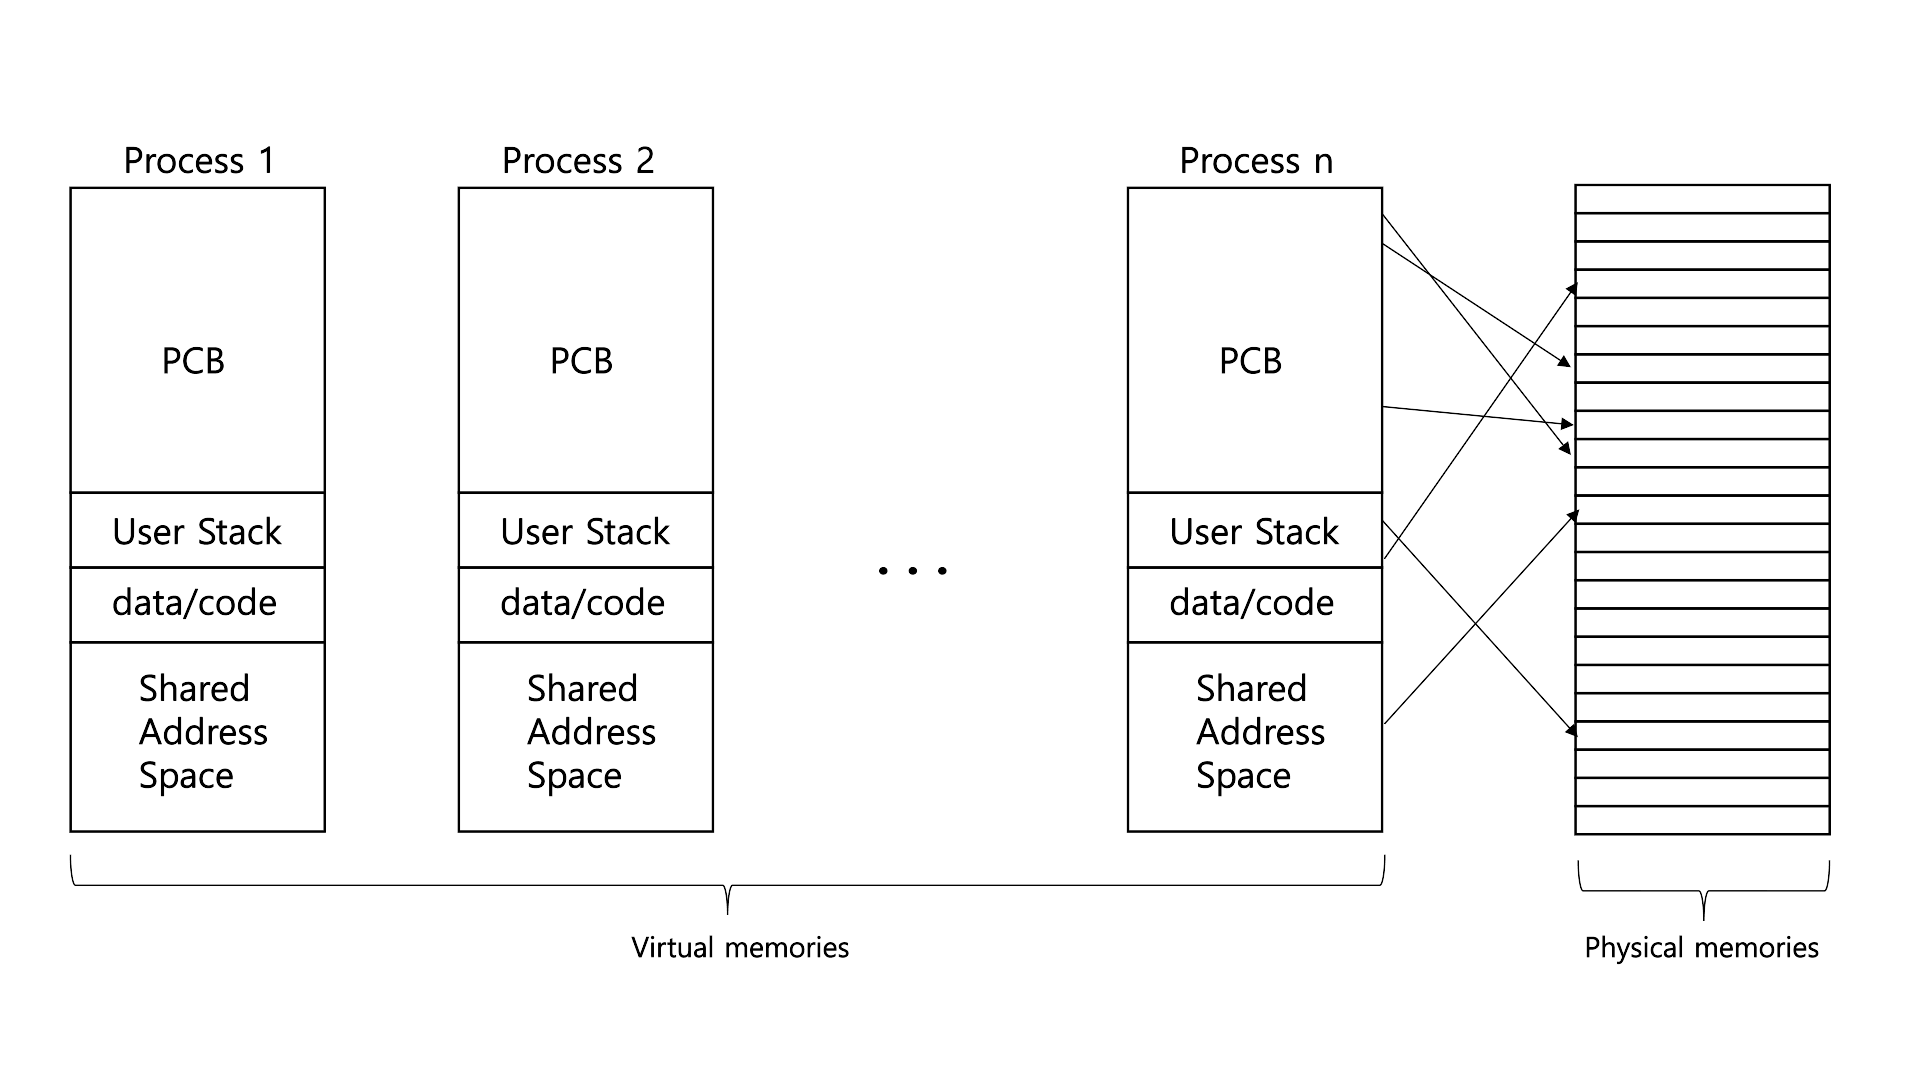 Process 1
PCB
User Stack
data/code
Shared
Address
Space
Process 2
PCB
User Stack
data/code
Shared
Address
Space
...
Process n
PCB
User Stack
data/code
Shared
Address
Space
Virtual memories
Physical memories